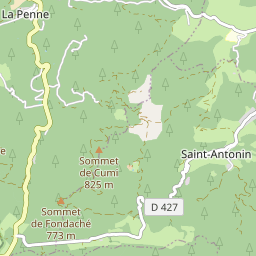 La Penne
Saint-Antonin
Sommet
de Cumi
825 m
D 427
Sommet
de Fondaché
773 m